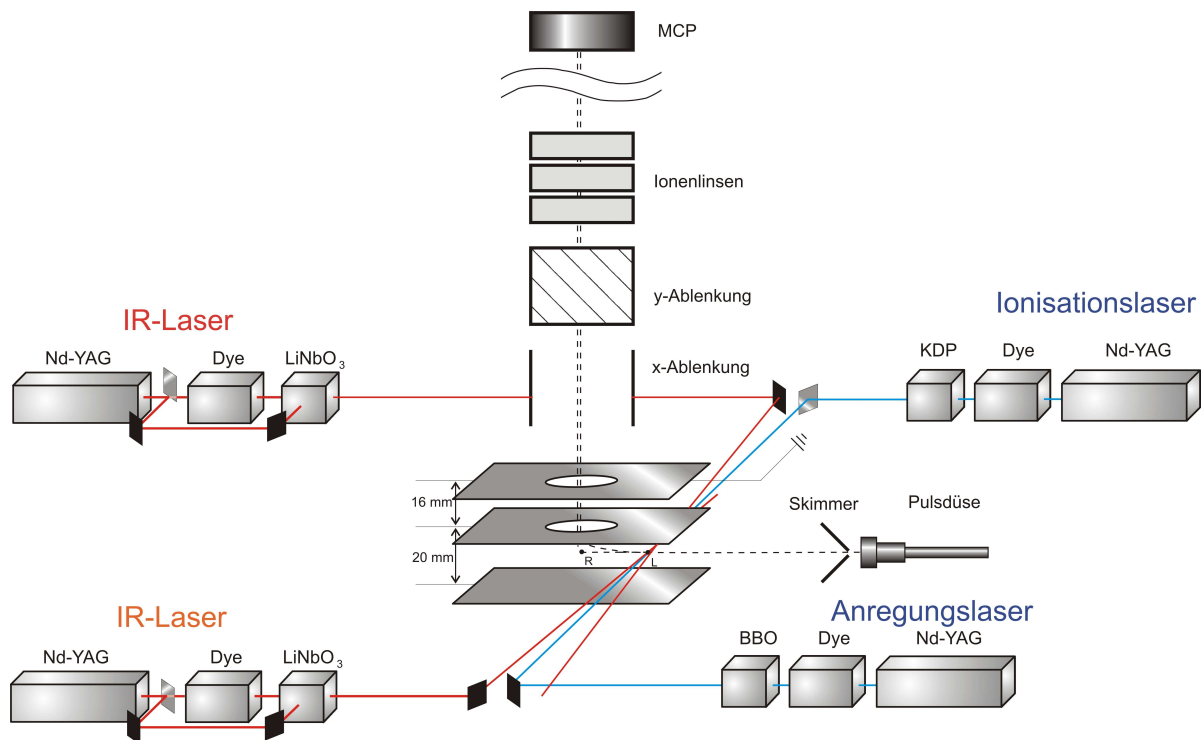 MCP
Ionenlinsen
y-Ablenkung
x-Ablenkung
IR-Laser
Nd-YAG
Dye
LiNbO3
Ionisationslaser
KDP
Dye
Nd-YAG
16 mm
20 mm
R
L
Skimmer
Pulsdüse
IR-Laser
Nd-YAG
Dye
LiNbO3
Anregungslaser
BBO
Dye
Nd-YAG